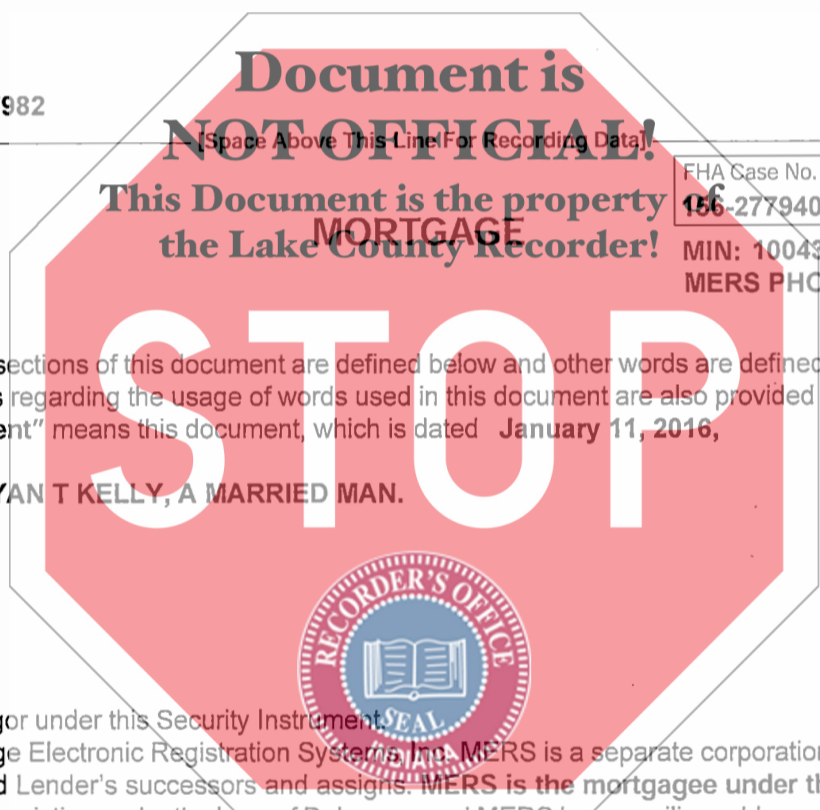 Document is
982
NOT OFFICIAL!
[Space Above This Line For Recording Data]
FHA Case No.
This Document is the property of
156-277940
MORTGAGE
the Lake County Recorder!
MIN: 10043
MERS PHO
STOP
sections of this document are defined below and other words are defined
regarding the usage of words used in this document are also provided
ent" means this document, which is dated January 11, 2016,
YAN T KELLY, A MARRIED MAN.
RECORDER'S OFFICE
SEAL
INDIANA
gor under this Security Instrument.
ge Electronic Registration Systems, Inc. MERS is a separate corporation
d Lender's successors and assigns. MERS is the mortgagee under th